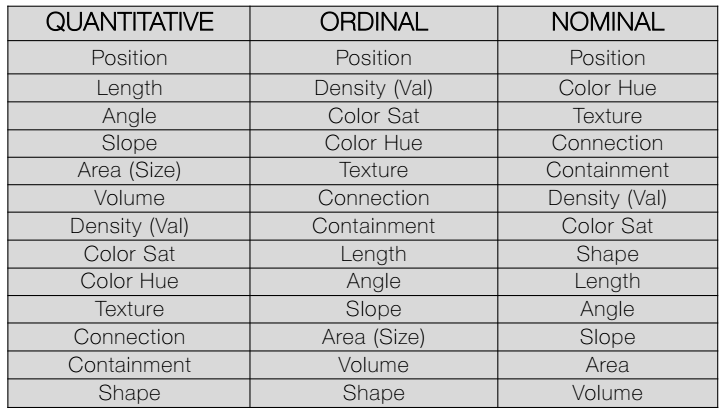 QUANTITATIVE ORDINAL NOMINAL
Position Position Position
Length Density (Val) Color Hue
Angle Color Sat Texture
Slope Color Hue Connection
Area (Size) Texture Containment
Volume Connection Density (Val)
Density (Val) Containment Color Sat
Color Sat Length Shape
Color Hue Angle Length
Texture Slope Angle
Connection Area (Size) Slope
Containment Volume Area
Shape Shape Volume